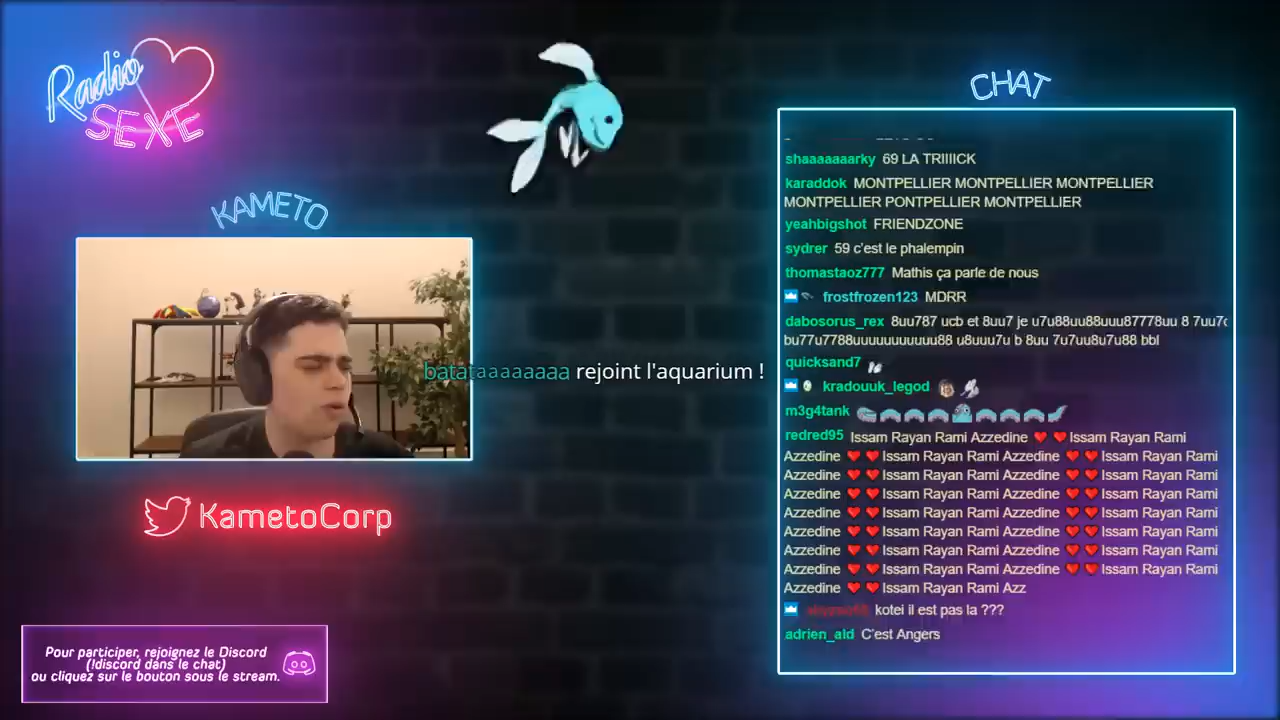 Radio
SEXE
KAMETO
batataaaaaaaa rejoint l'aquarium !
KametoCorp
Pour participer, rejoignez le Discord
(!discord dans le chat)
ou cliquez sur le bouton sous le stream.
CHAT
shaaaaaaarky 69 LA TRIIIICK
karaddok MONTPELLIER MONTPELLIER MONTPELLIER
MONTPELLIER PONTPELLIER MONTPELLIER
yeahbigshot FRIENDZONE
sydrer 59 c'est le phalempin
thomastaoz777 Mathis ça parle de nous
frostfrozen123 MDRR
dabosorus_rex 8uu787 ucb et 8uu7 je u7u88uu88uuu87778uu 8
bu77u7788uuuuuuuuuuu88 u8uuu7u b 8uu 7u7uu8u7u88 bbl
quicksand7
kradouuk_legod
m3g4tank
redred95 Issam Rayan Rami Azzedine ❤ ❤ Issam Rayan Rami
Azzedine ❤ ❤ Issam Rayan Rami Azzedine ❤ ❤ Issam Rayan Rami
Azzedine ❤ ❤ Issam Rayan Rami Azzedine ❤ ❤ Issam Rayan Rami
Azzedine ❤ ❤ Issam Rayan Rami Azzedine ❤ ❤ Issam Rayan Rami
Azzedine ❤ ❤ Issam Rayan Rami Azzedine ❤ ❤ Issam Rayan Rami
Azzedine ❤ ❤ Issam Rayan Rami Azzedine ❤ ❤ Issam Rayan Rami
Azzedine ❤ ❤ Issam Rayan Rami Azzedine ❤ ❤ Issam Rayan Rami
Azzedine ❤ ❤ Issam Rayan Rami Azzedine ❤ ❤ Issam Rayan Rami
Azzedine ❤ ❤ Issam Rayan Rami Azz
kotei il est pas la ???
adrien_ald C'est Angers